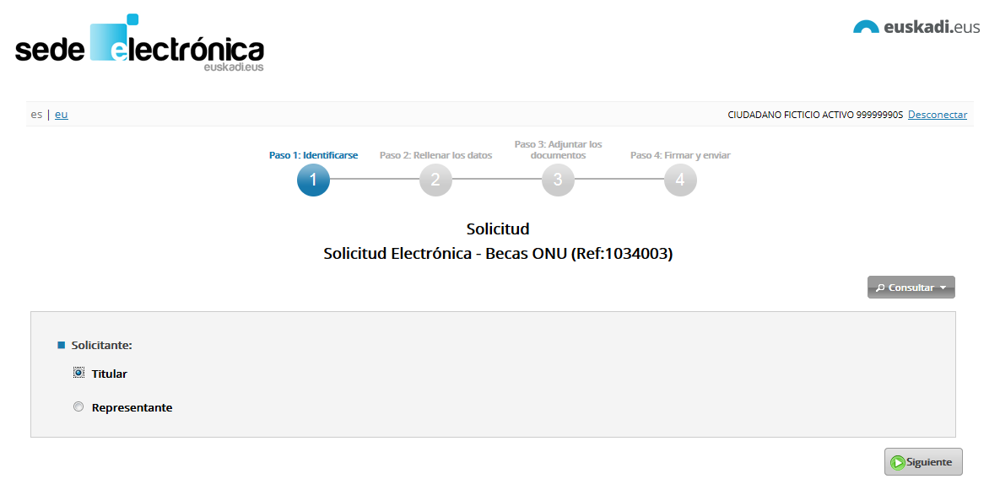 sede electrónica
euskadi.eus
euskadi.eus
es | eu
CIUDADANO FICTICIO ACTIVO 99999990S Desconectar
Paso 1: Identificarse
Paso 2: Rellenar los datos
Paso 3: Adjuntar los
documentos
Paso 4: Firmar y enviar
1
2
3
4
Solicitud
Solicitud Electrónica - Becas ONU (Ref:1034003)
Consultar
Solicitante:
Titular
Representante
Siguiente